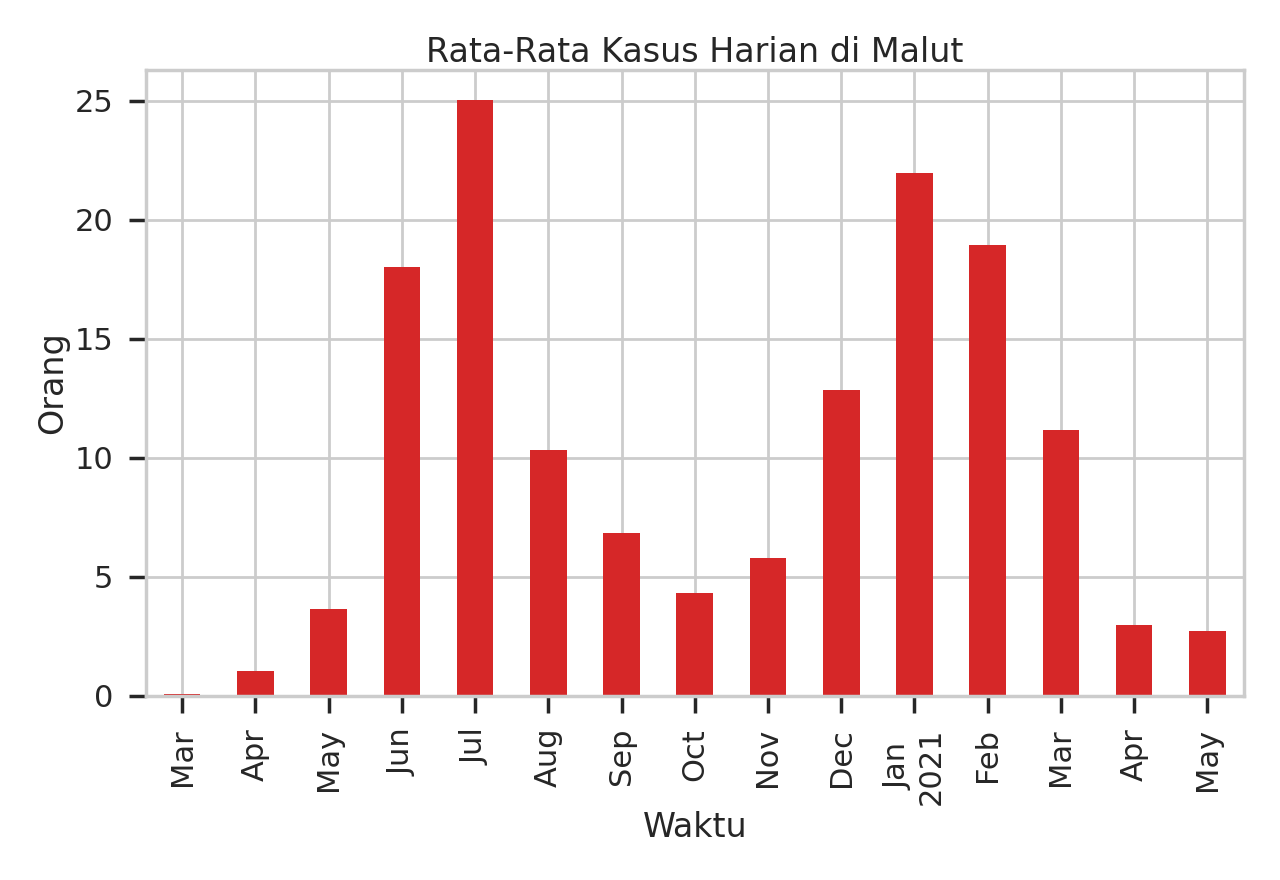 Rata-Rata Kasus Harian di Malut
Orang
25
20
15
10
5
0
Mar
Apr
May
Jun
Jul
Aug
Sep
Oct
Nov
Dec
Jan
2021
Feb
Mar
Apr
May
Waktu